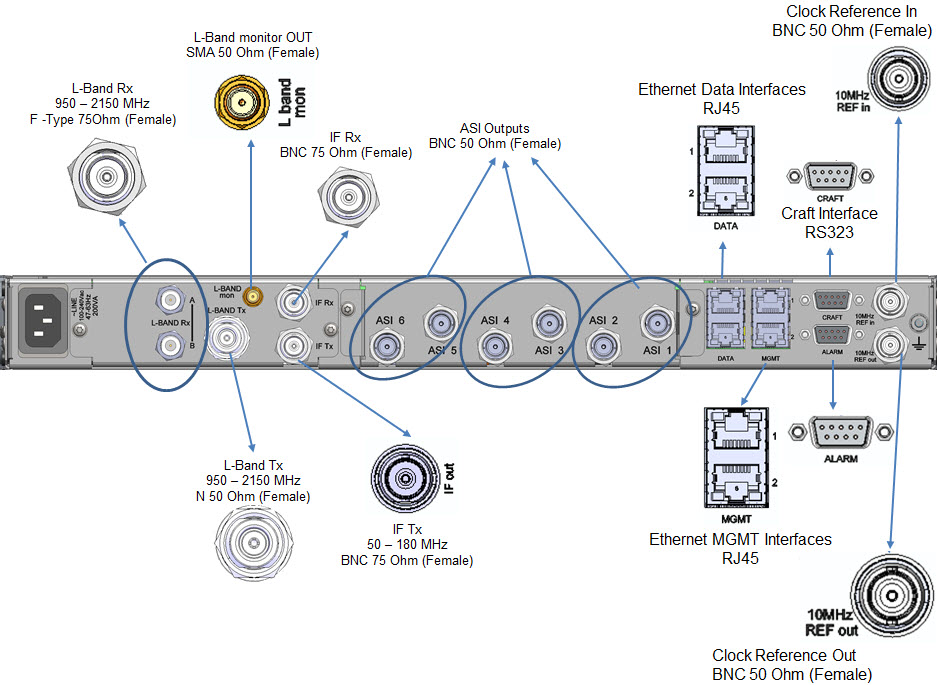 Clock Reference In
BNC 50 Ohm (Female)
L-Band monitor OUT
SMA 50 Ohm (Female)
L band
mon
L-Band Rx
950 – 2150 MHz
F -Type 75Ohm (Female)
IF Rx
BNC 75 Ohm (Female)
ASI Outputs
BNC 50 Ohm (Female)
Ethernet Data Interfaces
RJ45
1
2
DATA
10MHz
REF in
CRAFT
Craft Interface
RS323
~LINE
100-240Vac
47-63Hz
200VA
A
L-BAND Rx
B
L-BAND
mon
L-BAND Tx
IF Rx
IF Tx
ASI 6
ASI 5
ASI 4
ASI 3
ASI 2
ASI 1
DATA
MGMT
1
2
CRAFT
ALARM
10MHz
REF in
10MHz
REF out
L-Band Tx
950 – 2150 MHz
N 50 Ohm (Female)
IF out
IF Tx
50 – 180 MHz
BNC 75 Ohm (Female)
1
2
MGMT
Ethernet MGMT Interfaces
RJ45
ALARM
10MHz
REF out
Clock Reference Out
BNC 50 Ohm (Female)